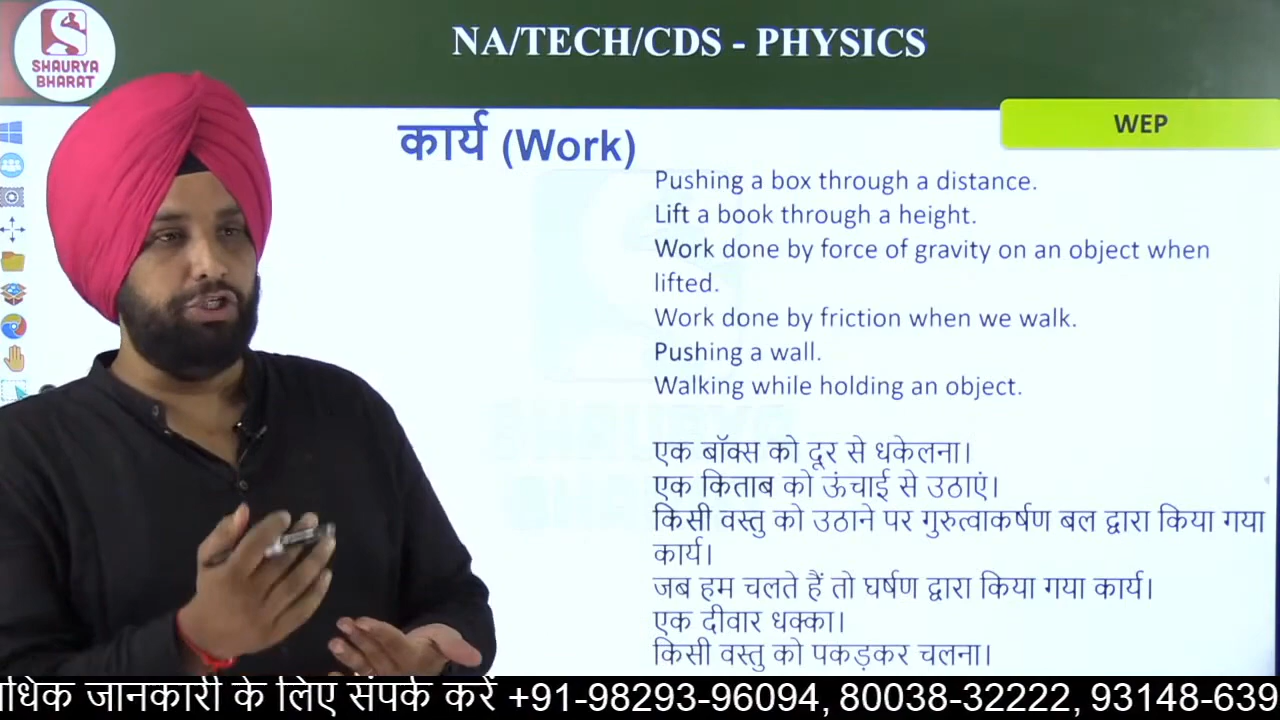 SHAURYA
BHARAT
NA/TECH/CDS - PHYSICS
WEP
कार्य (Work)
Pushing a box through a distance.
Lift a book through a height.
Work done by force of gravity on an object when
lifted.
Work done by friction when we walk.
Pushing a wall.
Walking while holding an object.
एक बॉक्स को दूर से धकेलना।
एक किताब को ऊंचाई से उठाएं।
किसी वस्तु को उठाने पर गुरुत्वाकर्षण बल द्वारा किया गया
कार्य।
जब हम चलते हैं तो घर्षण द्वारा किया गया कार्य।
एक दीवार धक्का।
किसी वस्तु को पकड़कर चलना।
धिक जानकारी के लिए संपर्क करें +91-98293-96094, 80038-32222, 93148-639